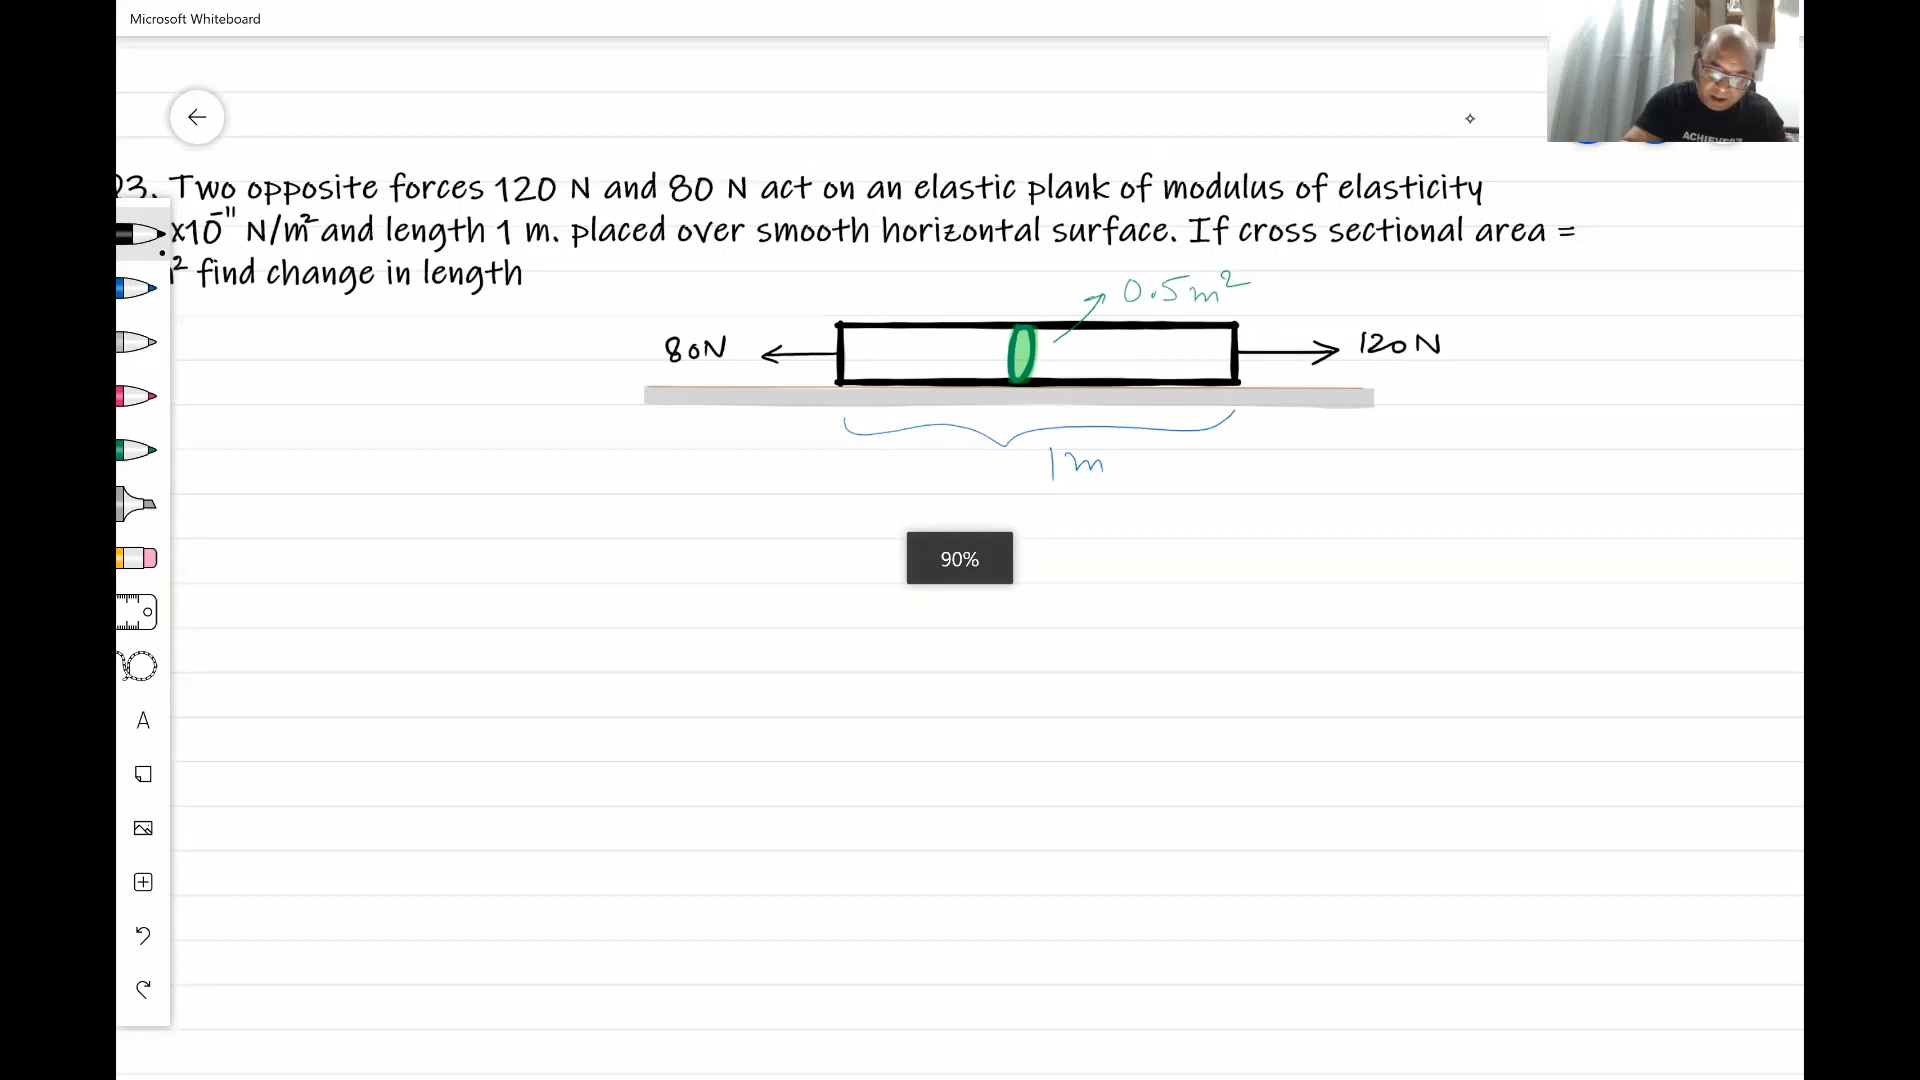 Microsoft Whiteboard
3. Two opposite forces 120 N and 80 N act on an elastic plank of modulus of elasticity
x10⁻¹¹ N/m² and length 1 m. placed over smooth horizontal surface. If cross sectional area =
² find change in length
0.5m²
80N
120N
1m
90%
A